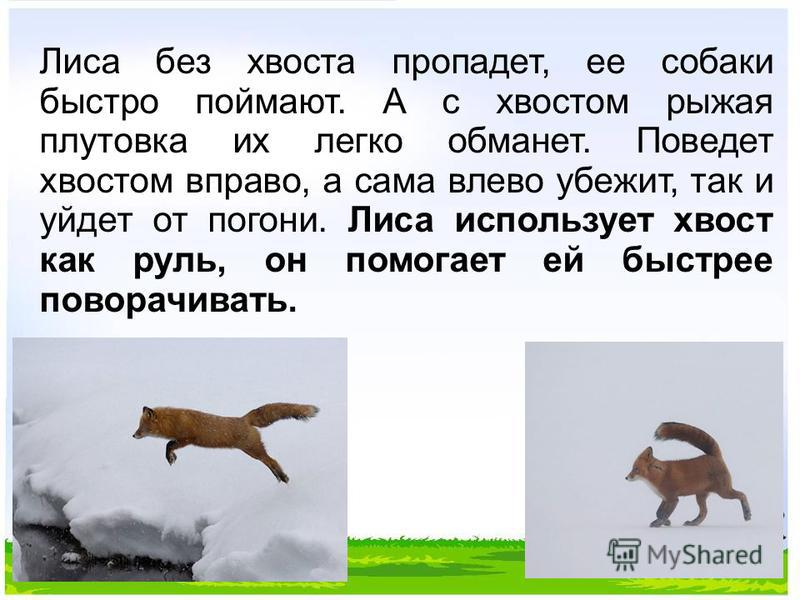 Лиса без хвоста пропадет, ее собаки
быстро поймают. А с хвостом рыжая
плутовка их легко обманет. Поведет
хвостом вправо, а сама влево убежит, так и
уйдет от погони. Лиса использует хвост
как руль, он помогает ей быстрее
поворачивать.
MyShared